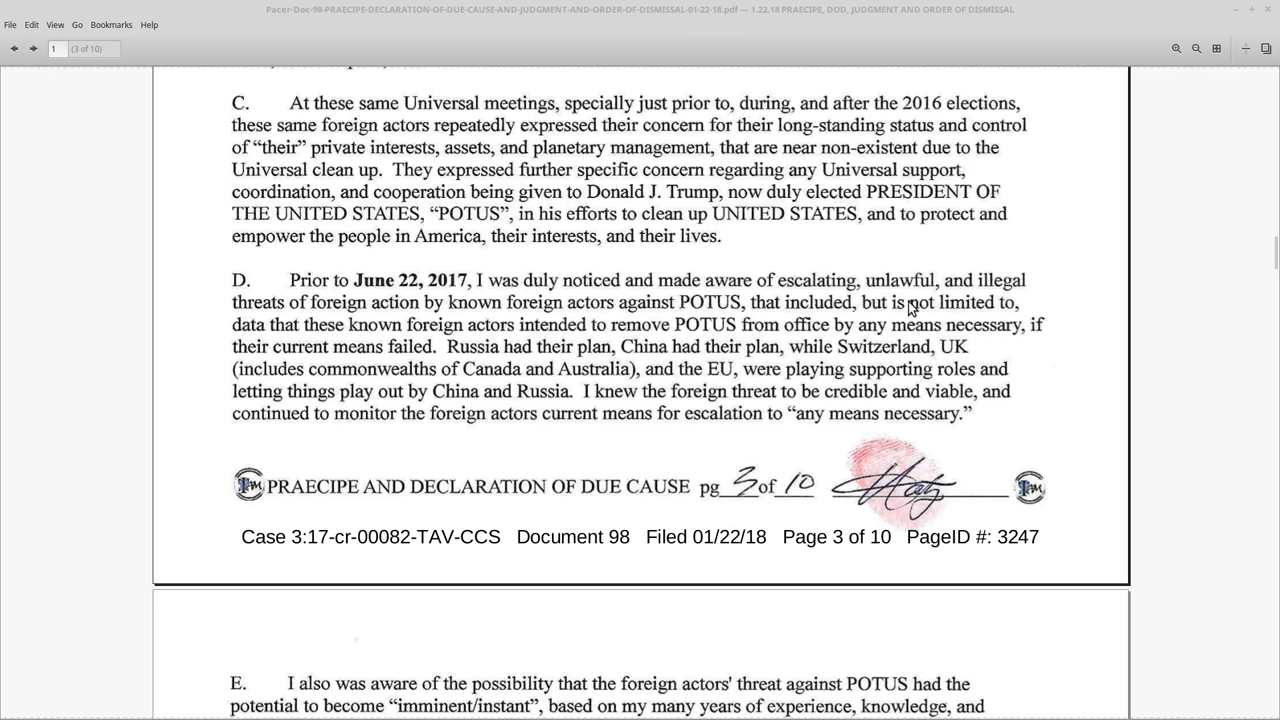 Pacer-Doc-98-PRAECIPE-DECLARATION-OF-DUE-CAUSE-AND-JUDGMENT-AND-ORDER-OF-DISMISSAL-01-22-18.pdf — 1.22.18 PRAECIPE, DOD, JUDGMENT AND ORDER OF DISMISSAL
File Edit View Go Bookmarks Help
1 (3 of 10)
C. At these same Universal meetings, specially just prior to, during, and after the 2016 elections,
these same foreign actors repeatedly expressed their concern for their long-standing status and control
of “their” private interests, assets, and planetary management, that are near non-existent due to the
Universal clean up. They expressed further specific concern regarding any Universal support,
coordination, and cooperation being given to Donald J. Trump, now duly elected PRESIDENT OF
THE UNITED STATES, “POTUS”, in his efforts to clean up UNITED STATES, and to protect and
empower the people in America, their interests, and their lives.
D. Prior to June 22, 2017, I was duly noticed and made aware of escalating, unlawful, and illegal
threats of foreign action by known foreign actors against POTUS, that included, but is not limited to,
data that these known foreign actors intended to remove POTUS from office by any means necessary, if
their current means failed. Russia had their plan, China had their plan, while Switzerland, UK
(includes commonwealths of Canada and Australia), and the EU, were playing supporting roles and
letting things play out by China and Russia. I knew the foreign threat to be credible and viable, and
continued to monitor the foreign actors current means for escalation to “any means necessary.”
PRAECIPE AND DECLARATION OF DUE CAUSE pg 3 of 10
Case 3:17-cr-00082-TAV-CCS Document 98 Filed 01/22/18 Page 3 of 10 PageID #: 3247
E. I also was aware of the possibility that the foreign actors' threat against POTUS had the
potential to become “imminent/instant”, based on my many years of experience, knowledge, and